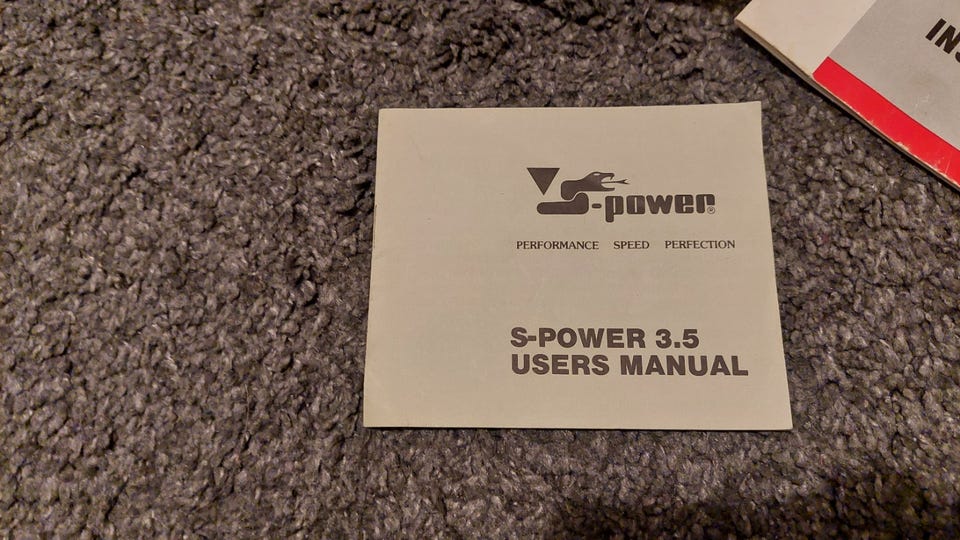 S-power®
PERFORMANCE SPEED PERFECTION
S-POWER 3.5
USERS MANUAL